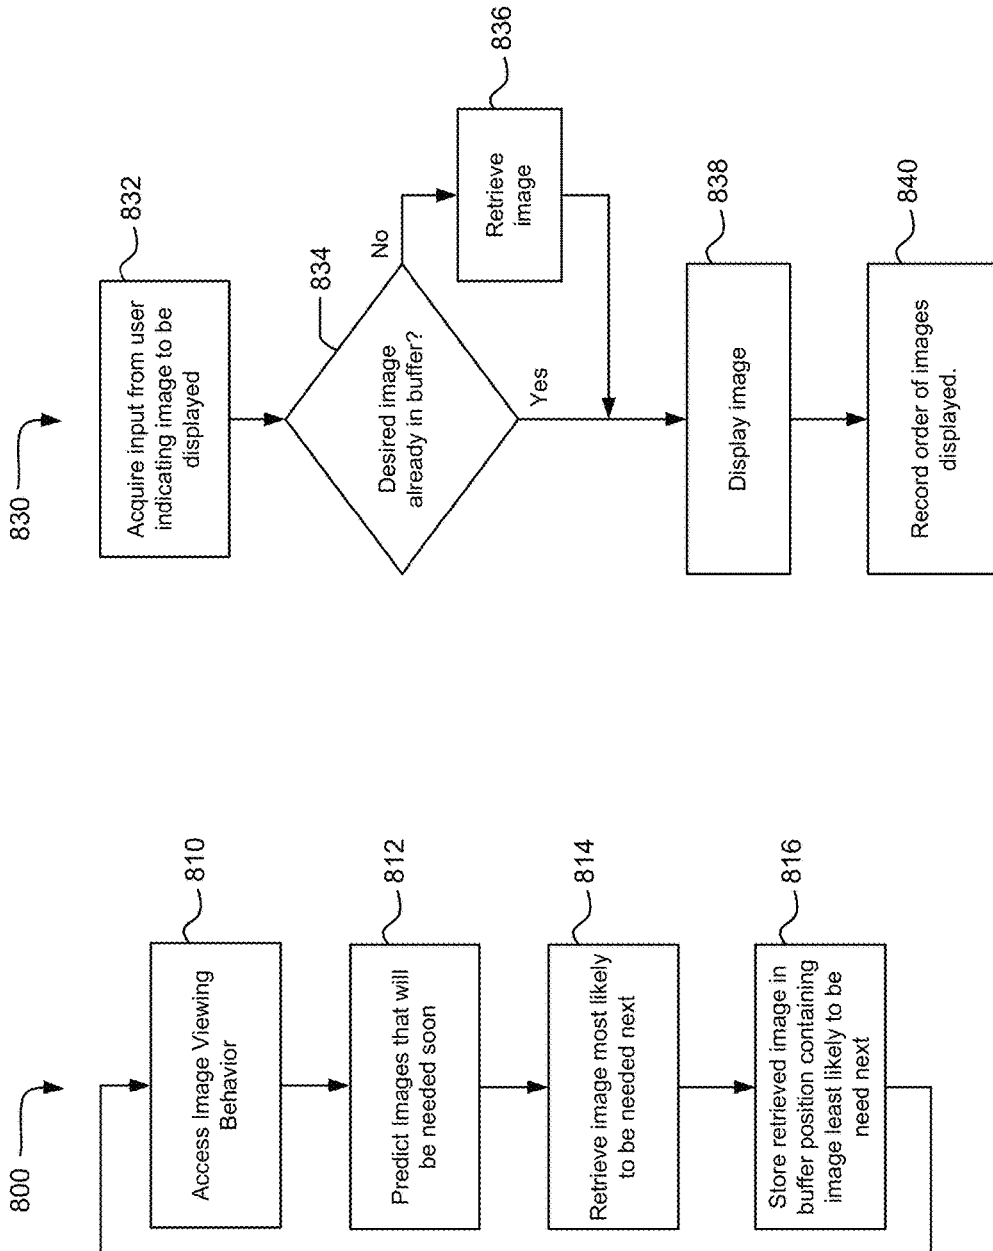 800
Access Image Viewing
Behavior
810
Predict Images that will
be needed soon
812
Retrieve image most likely
to be needed next
814
Store retrieved image in
buffer position containing
image least likely to be
need next
816
830
Acquire input from user
indicating image to be
displayed
832
Desired image
already in buffer?
834
No
Yes
Retrieve
image
836
Display image
838
Record order of images
displayed.
840